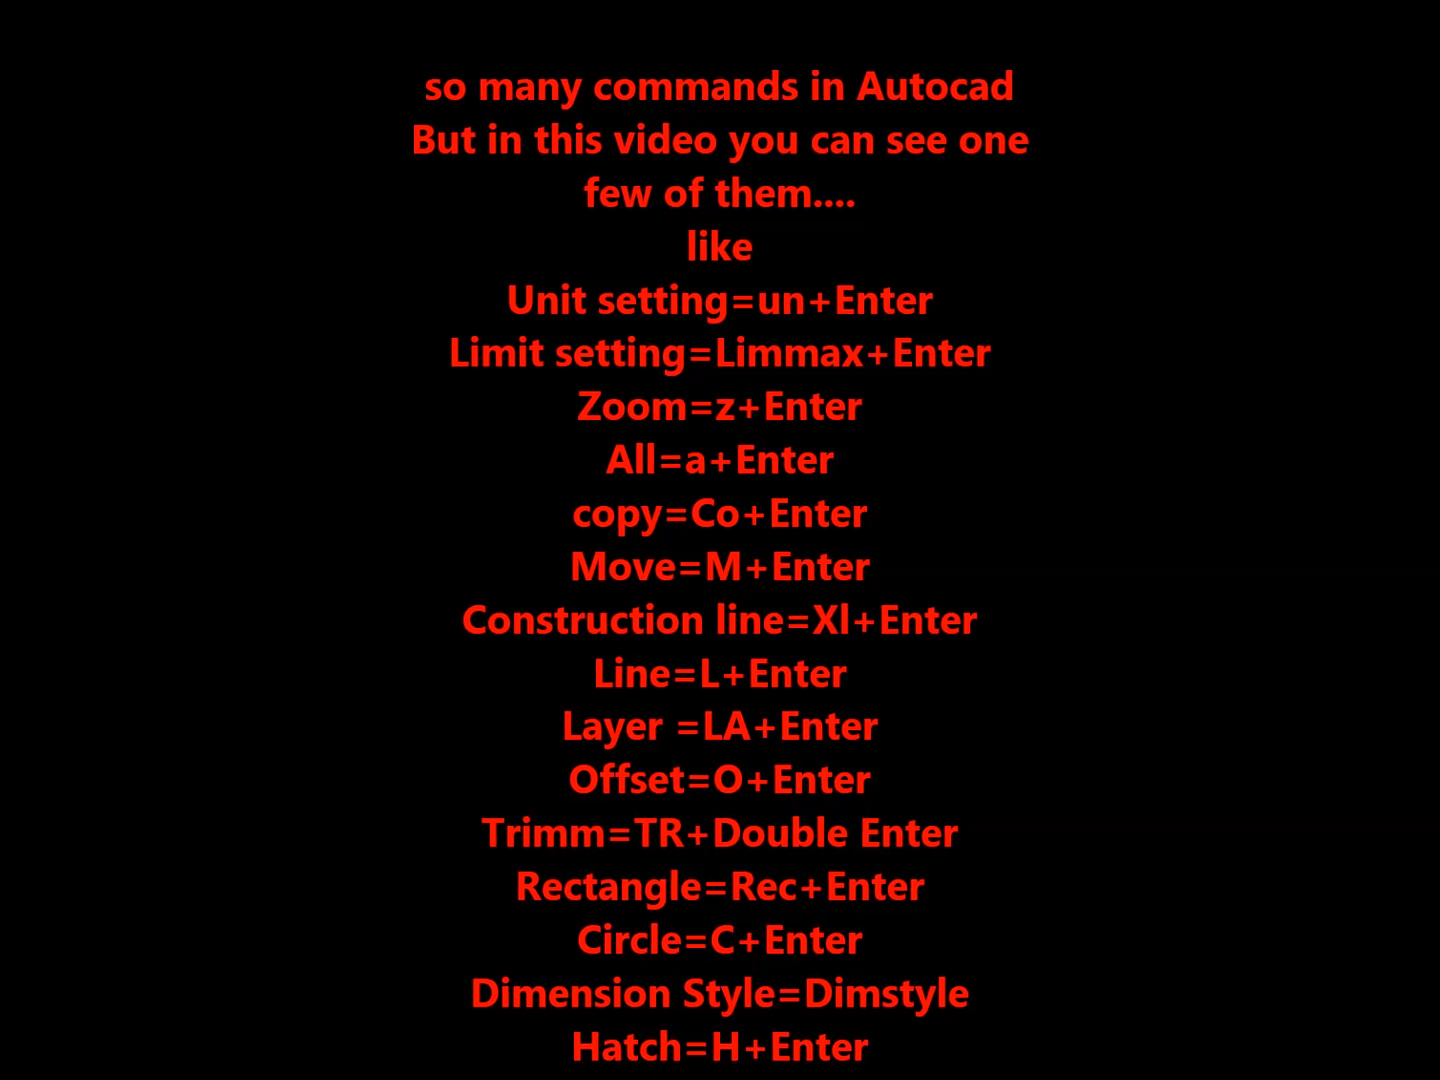 so many commands in Autocad
But in this video you can see one
few of them....
like
Unit setting=un+Enter
Limit setting=Limmax+Enter
Zoom=z+Enter
All=a+Enter
copy=Co+Enter
Move=M+Enter
Construction line=Xl+Enter
Line=L+Enter
Layer =LA+Enter
Offset=O+Enter
Trimm=TR+Double Enter
Rectangle=Rec+Enter
Circle=C+Enter
Dimension Style=Dimstyle
Hatch=H+Enter